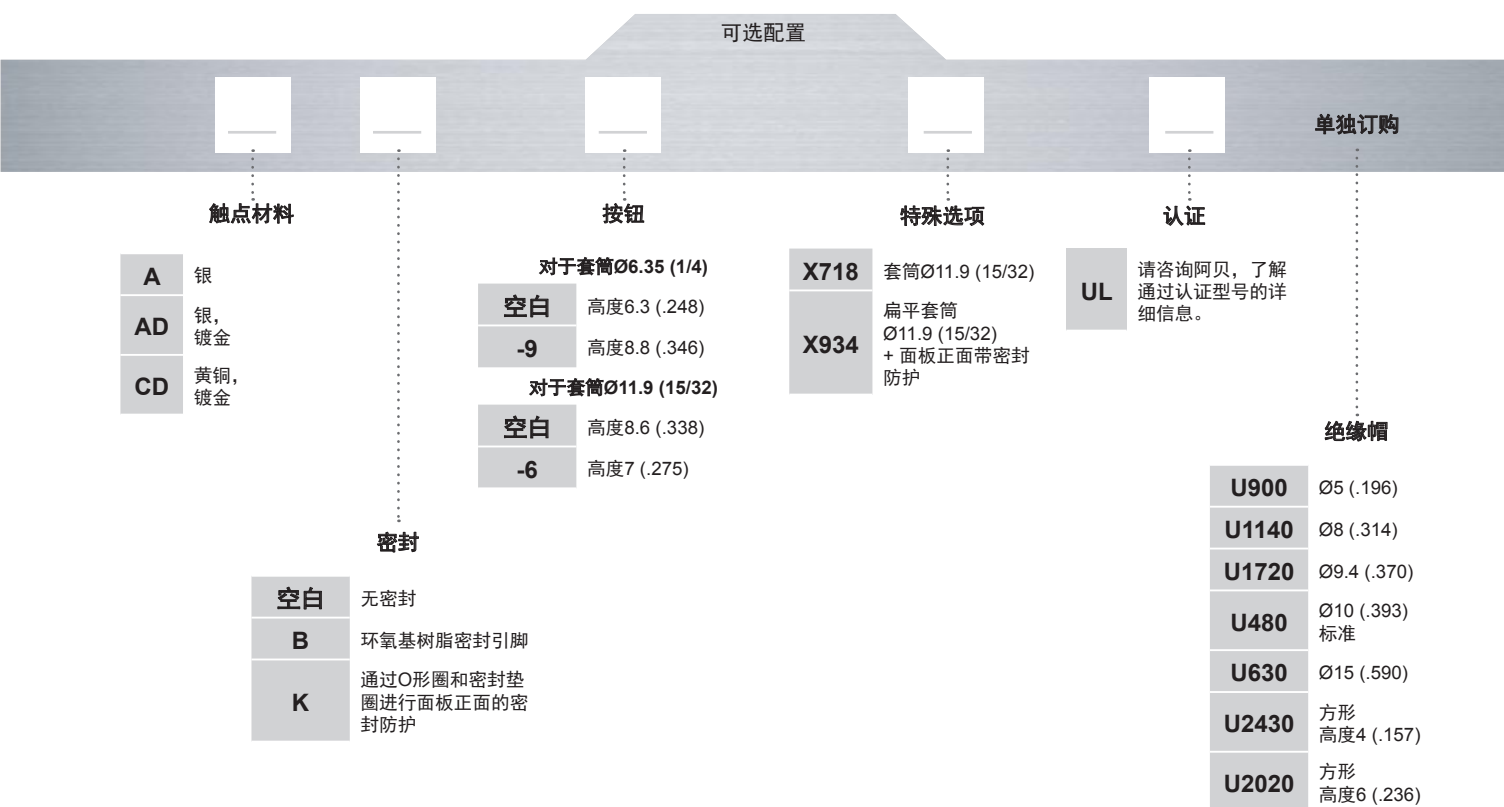 可选配置
单独订购
触点材料
A 银
AD 银，
镀金
CD 黄铜，
镀金
密封
空白 无密封
B 环氧基树脂密封引脚
K 通过O形圈和密封垫
圈进行面板正面的密
封防护
按钮
对于套筒Ø6.35 (1/4)
空白 高度6.3 (.248)
-9 高度8.8 (.346)
对于套筒Ø11.9 (15/32)
空白 高度8.6 (.338)
-6 高度7 (.275)
特殊选项
X718 套筒Ø11.9 (15/32)
X934 扁平套筒
Ø11.9 (15/32)
+ 面板正面带密封
防护
认证
UL 请咨询阿贝，了解
通过认证型号的详
细信息。
绝缘帽
U900 Ø5 (.196)
U1140 Ø8 (.314)
U1720 Ø9.4 (.370)
U480 Ø10 (.393)
标准
U630 Ø15 (.590)
U2430 方形
高度4 (.157)
U2020 方形
高度6 (.236)